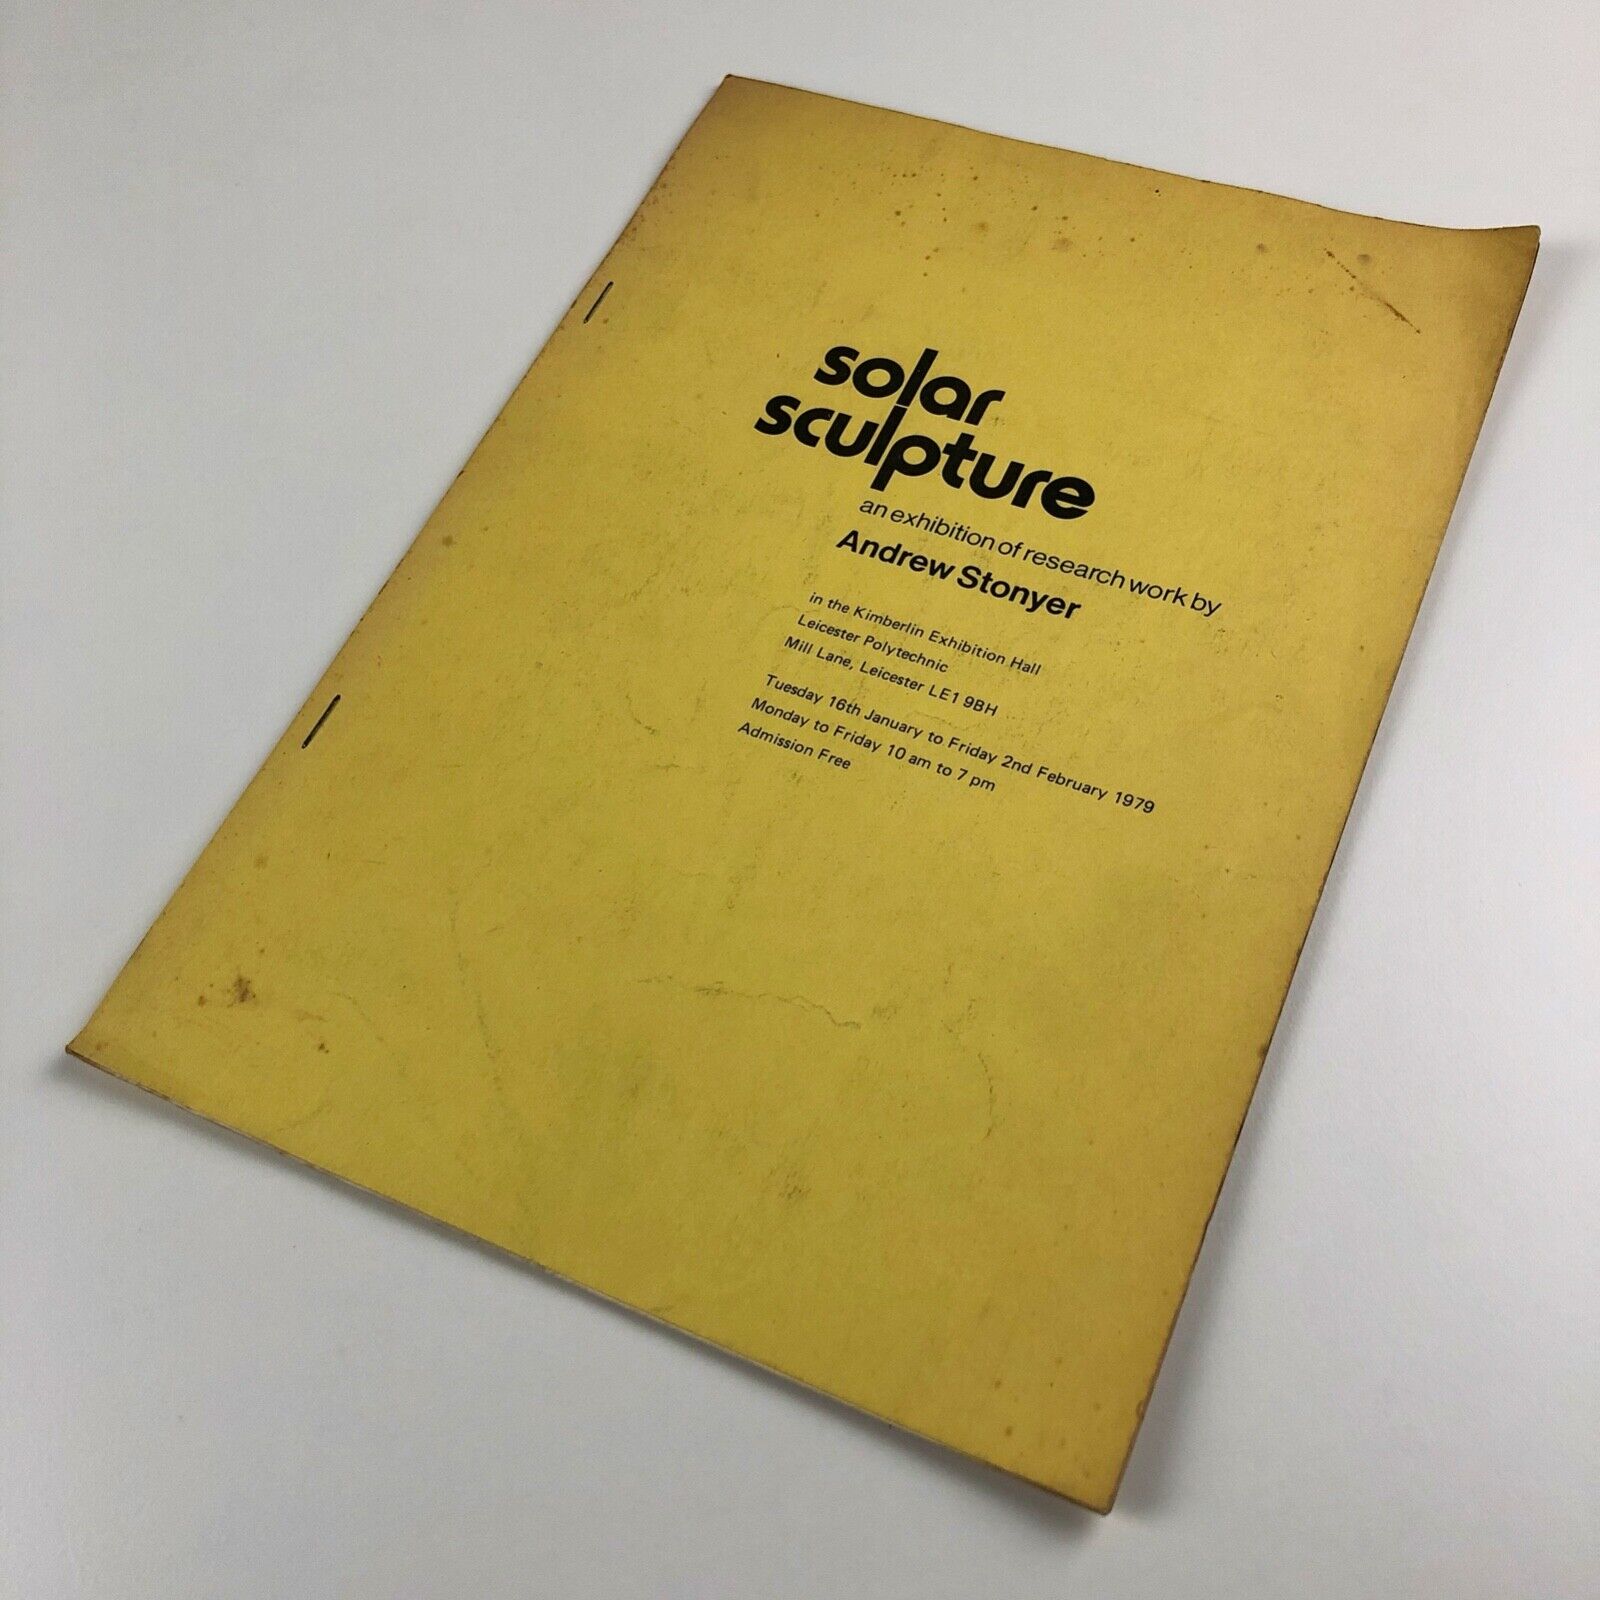 solar
sculpture
an exhibition of research work by
Andrew Stonyer
in the Kimberlin Exhibition Hall
Leicester Polytechnic
Mill Lane, Leicester LE1 9BH
Tuesday 16th January to Friday 2nd February 1979
Monday to Friday 10 am to 7 pm
Admission Free